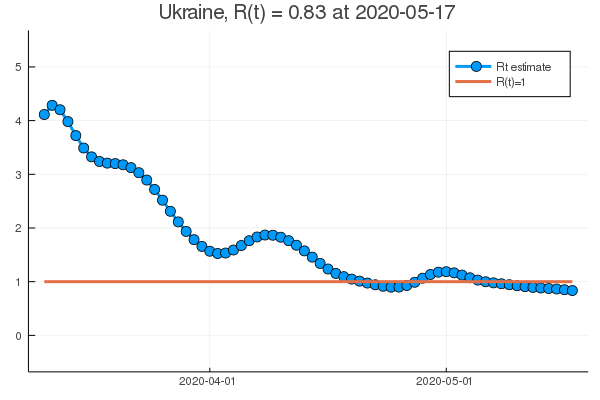 Ukraine, R(t) = 0.83 at 2020-05-17
Rt estimate
R(t)=1
5
4
3
2
1
0
2020-04-01
2020-05-01